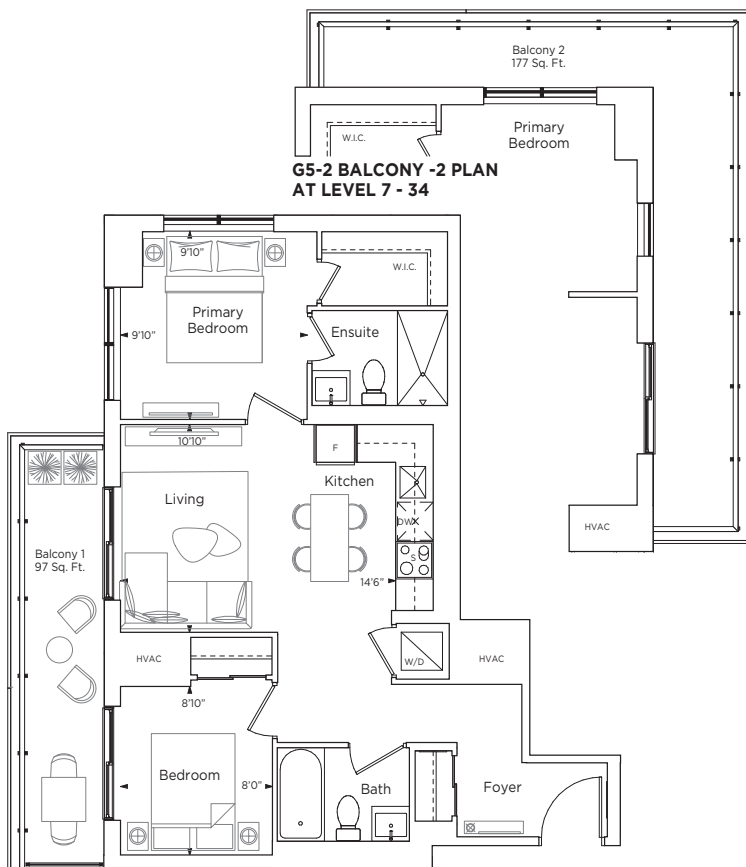 Balcony 2
177 Sq. Ft.
Primary
Bedroom
W.I.C.
G5-2 BALCONY -2 PLAN
AT LEVEL 7 - 34
9'10"
W.I.C.
Primary
Bedroom
9'10"
Ensuite
10'10"
F
Kitchen
Living
DW
HVAC
Balcony 1
97 Sq. Ft.
S
14'6"
HVAC
W/D
HVAC
8'10"
Bedroom
8'0"
Bath
Foyer